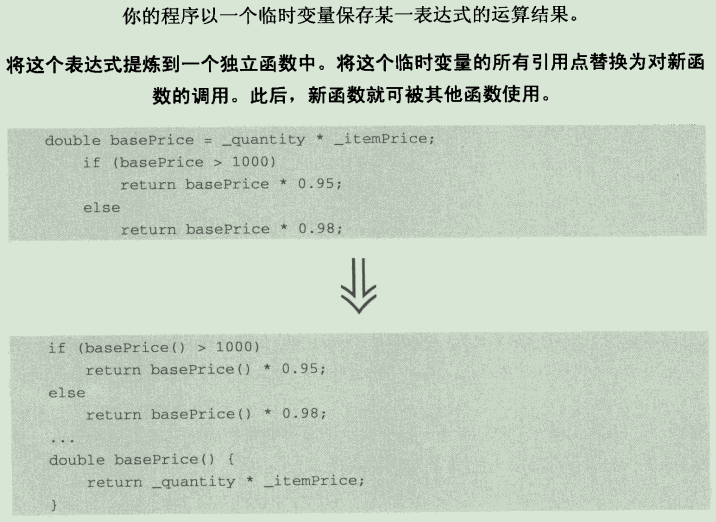 你的程序以一个临时变量保存某一表达式的运算结果。
将这个表达式提炼到一个独立函数中。将这个临时变量的所有引用点替换为对新函
数的调用。此后，新函数就可被其他函数使用。
double basePrice = _quantity * _itemPrice;
if (basePrice > 1000)
return basePrice * 0.95;
else
return basePrice * 0.98;
if (basePrice() > 1000)
return basePrice() * 0.95;
else
return basePrice() * 0.98;
...
double basePrice() {
return _quantity * _itemPrice;
}